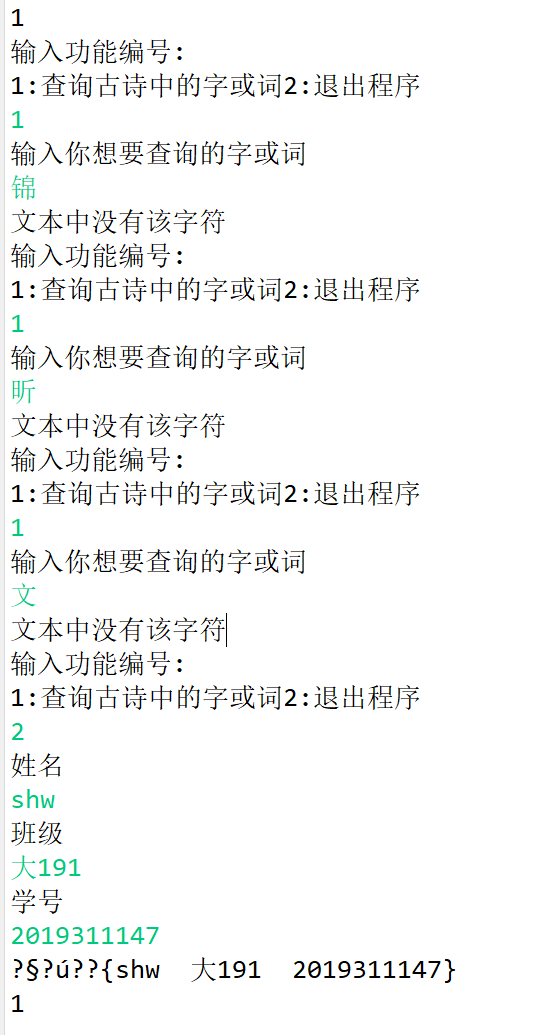 1
输入功能编号:
1:查询古诗中的字或词2:退出程序
1
输入你想要查询的字或词
锦
文本中没有该字符
输入功能编号:
1:查询古诗中的字或词2:退出程序
1
输入你想要查询的字或词
昕
文本中没有该字符
输入功能编号:
1:查询古诗中的字或词2:退出程序
1
输入你想要查询的字或词
文
文本中没有该字符
输入功能编号:
1:查询古诗中的字或词2:退出程序
2
姓名
shw
班级
大191
学号
2019311147
?§?ú??{shw  大191  2019311147}
1